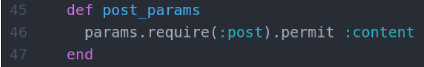 45 def post_params
46 params.require(:post).permit :content
47 end